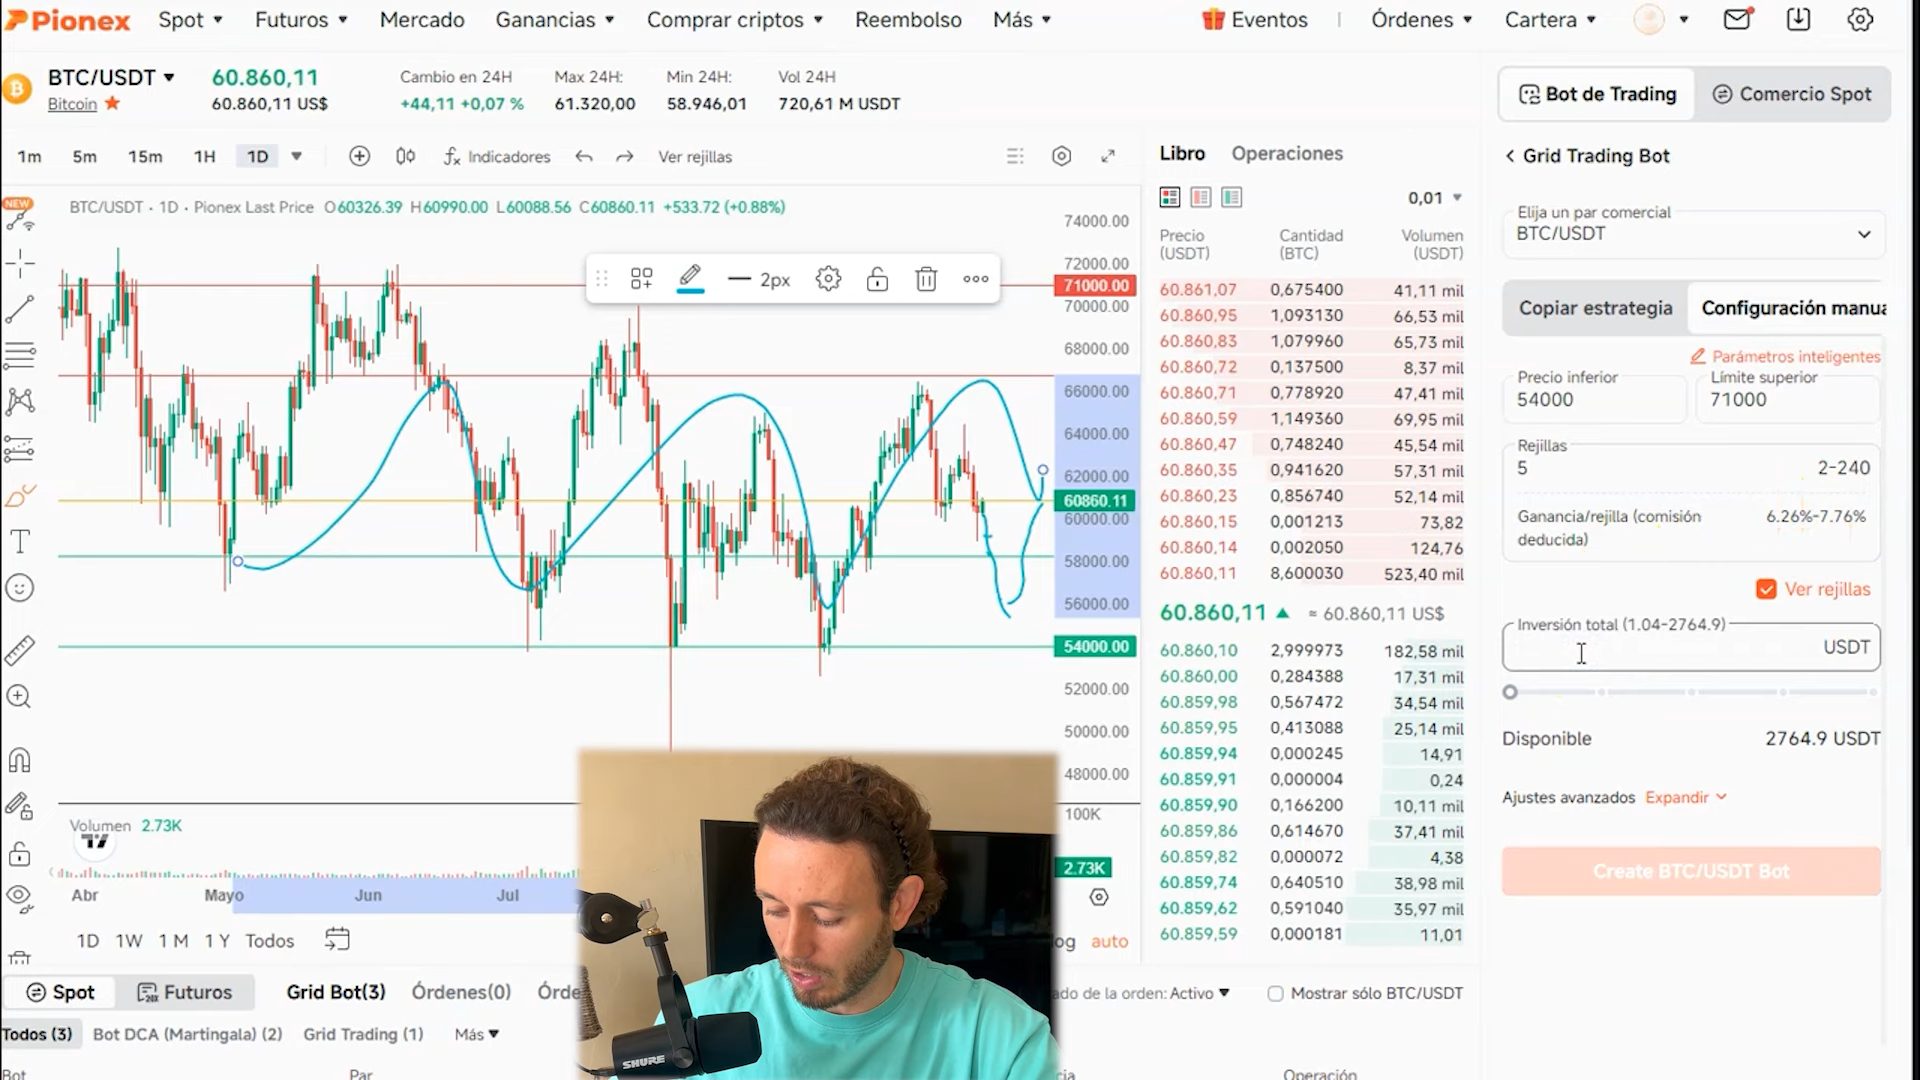 Pionex
Spot Futuros Mercado Ganancias Comprar criptos Reembolso Más Eventos Órdenes Cartera
BTC/USDT 60.860,11 Cambio en 24H Max 24H: Min 24H: Vol 24H
Bitcoin 60.860,11 US$ +44,11 +0,07 % 61.320,00 58.946,01 720,61 M USDT
1m 5m 15m 1H 1D Indicadores Ver rejillas
NEW
BTC/USDT · 1D · Pionex Last Price O60326.39 H60990.00 L60088.56 C60860.11 +533.72 (+0.88%)
2px
74000.00
72000.00
71000.00
70000.00
68000.00
66000.00
64000.00
62000.00
60860.11
60000.00
58000.00
56000.00
54000.00
52000.00
50000.00
48000.00
100K
Volumen 2.73K
2.73K
Abr Mayo Jun Jul
1D 1W 1M 1Y Todos
og auto
Libro Operaciones
0,01
Precio (USDT) Cantidad (BTC) Volumen (USDT)
60.861,07 0,675400 41,11 mil
60.860,95 1,093130 66,53 mil
60.860,83 1,079960 65,73 mil
60.860,72 0,137500 8,37 mil
60.860,71 0,778920 47,41 mil
60.860,59 1,149360 69,95 mil
60.860,47 0,748240 45,54 mil
60.860,35 0,941620 57,31 mil
60.860,23 0,856740 52,14 mil
60.860,15 0,001213 73,82
60.860,14 0,002050 124,76
60.860,11 8,600030 523,40 mil
60.860,11 ≈ 60.860,11 US$
60.860,10 2,999973 182,58 mil
60.860,00 0,284388 17,31 mil
60.859,98 0,567472 34,54 mil
60.859,95 0,413088 25,14 mil
60.859,94 0,000245 14,91
60.859,91 0,000004 0,24
60.859,90 0,166200 10,11 mil
60.859,86 0,614670 37,41 mil
60.859,82 0,000072 4,38
60.859,74 0,640510 38,98 mil
60.859,62 0,591040 35,97 mil
60.859,59 0,000181 11,01
Bot de Trading Comercio Spot
Grid Trading Bot
Elija un par comercial
BTC/USDT
Copiar estrategia Configuración manua
Parámetros inteligentes
Precio inferior Límite superior
54000 71000
Rejillas
5 2-240
Ganancia/rejilla (comisión 6.26%-7.76%
deducida)
Ver rejillas
Inversión total (1.04-2764.9)
USDT
Disponible 2764.9 USDT
Ajustes avanzados Expandir
Create BTC/USDT Bot
Spot Futuros Grid Bot(3) Órdenes(0) Órde
ado de la orden: Activo Mostrar sólo BTC/USDT
Todos (3) Bot DCA (Martingala) (2) Grid Trading (1) Más
Bot Par cia Operación
SHURE